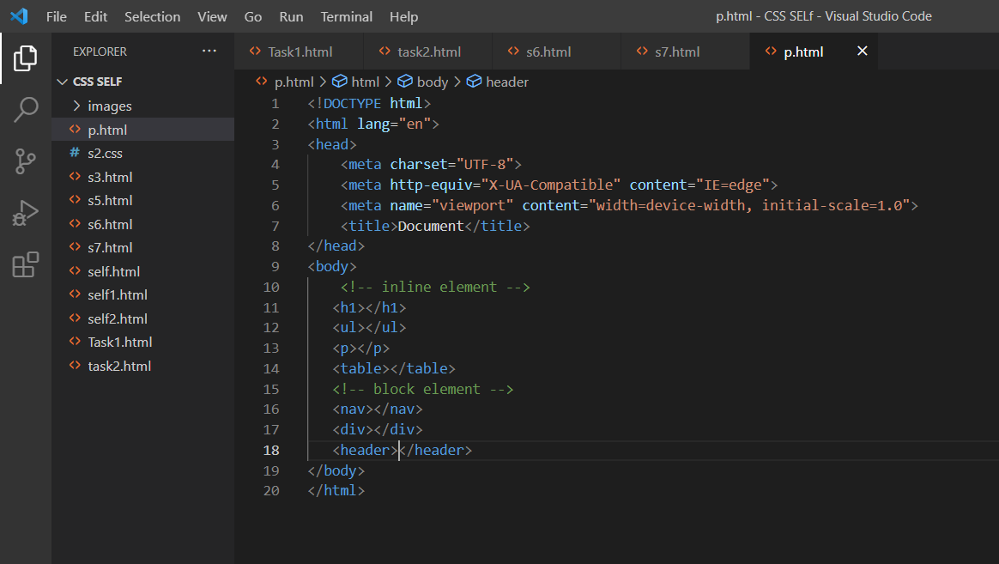 File Edit Selection View Go Run Terminal Help p.html - CSS SELf - Visual Studio Code
EXPLORER ...
CSS SELF
images
p.html
s2.css
s3.html
s5.html
s6.html
s7.html
self.html
self1.html
self2.html
Task1.html
task2.html
Task1.html task2.html s6.html s7.html p.html
p.html > html > body > header
1 <!DOCTYPE html>
2 <html lang="en">
3 <head>
4     <meta charset="UTF-8">
5     <meta http-equiv="X-UA-Compatible" content="IE=edge">
6     <meta name="viewport" content="width=device-width, initial-scale=1.0">
7     <title>Document</title>
8 </head>
9 <body>
10     <!-- inline element -->
11    <h1></h1>
12    <ul></ul>
13    <p></p>
14    <table></table>
15    <!-- block element -->
16    <nav></nav>
17    <div></div>
18    <header></header>
19 </body>
20 </html>